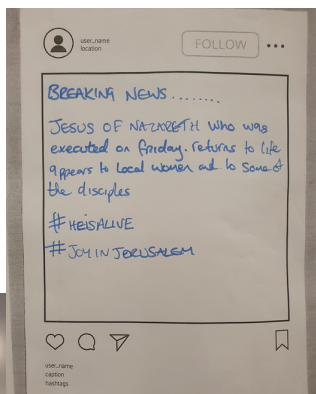 user_name
location
FOLLOW
BREAKING NEWS........
JESUS OF NAZARETH who was
executed on friday. returns to life
appears to local women and to some of
the disciples
#HEISALIVE
#JOY IN JERUSALEM
user_name
caption
hashtags